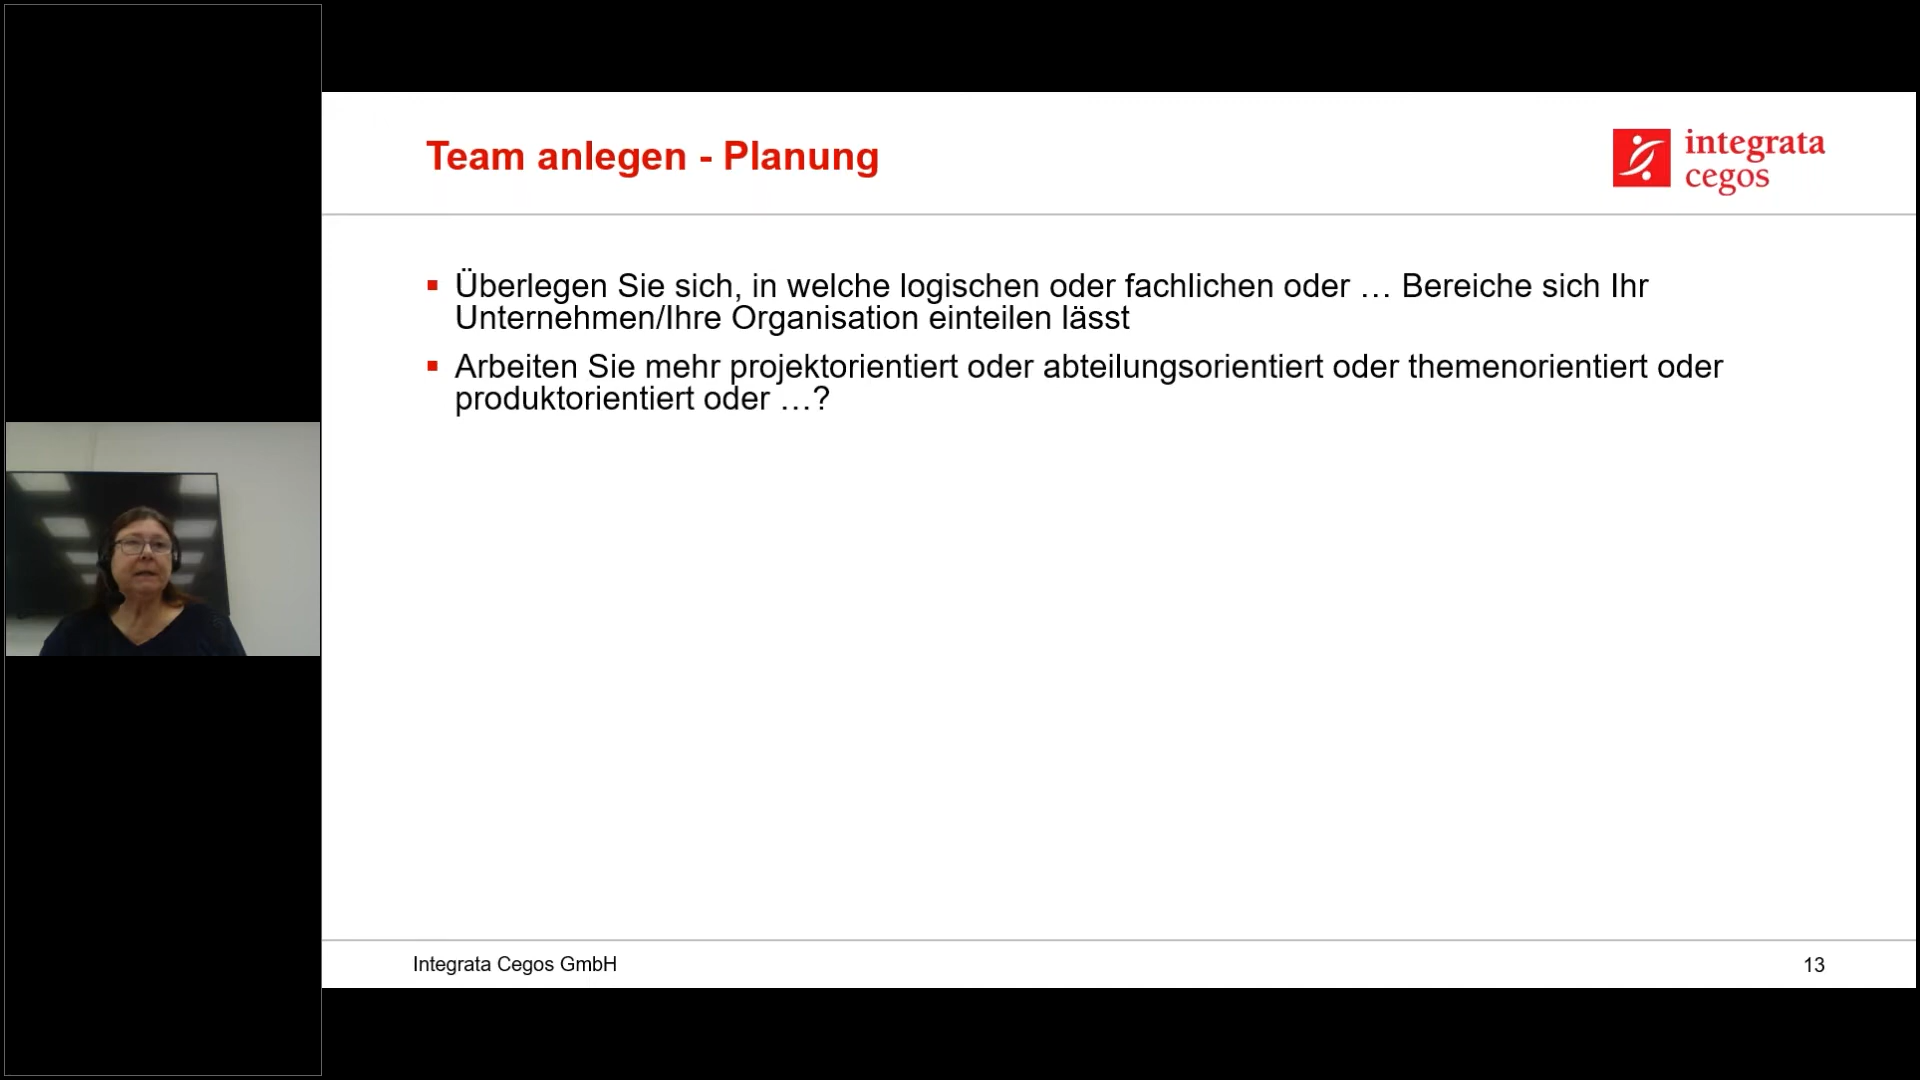 Team anlegen - Planung
integrata
cegos
▪ Überlegen Sie sich, in welche logischen oder fachlichen oder … Bereiche sich Ihr
Unternehmen/Ihre Organisation einteilen lässt
▪ Arbeiten Sie mehr projektorientiert oder abteilungsorientiert oder themenorientiert oder
produktorientiert oder …?
Integrata Cegos GmbH
13